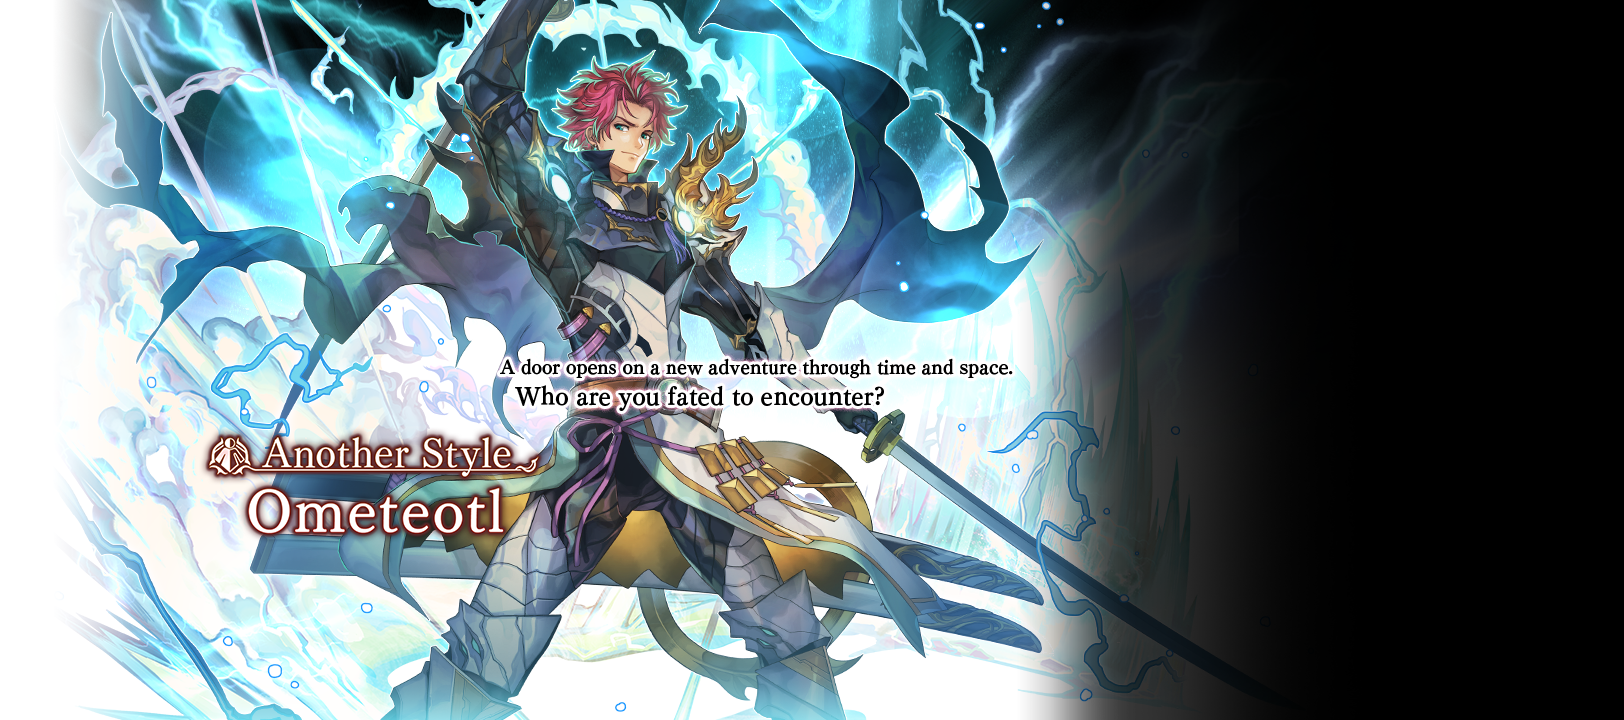 A door opens on a new adventure through time and space.
Who are you fated to encounter?
Another Style
Ometeotl